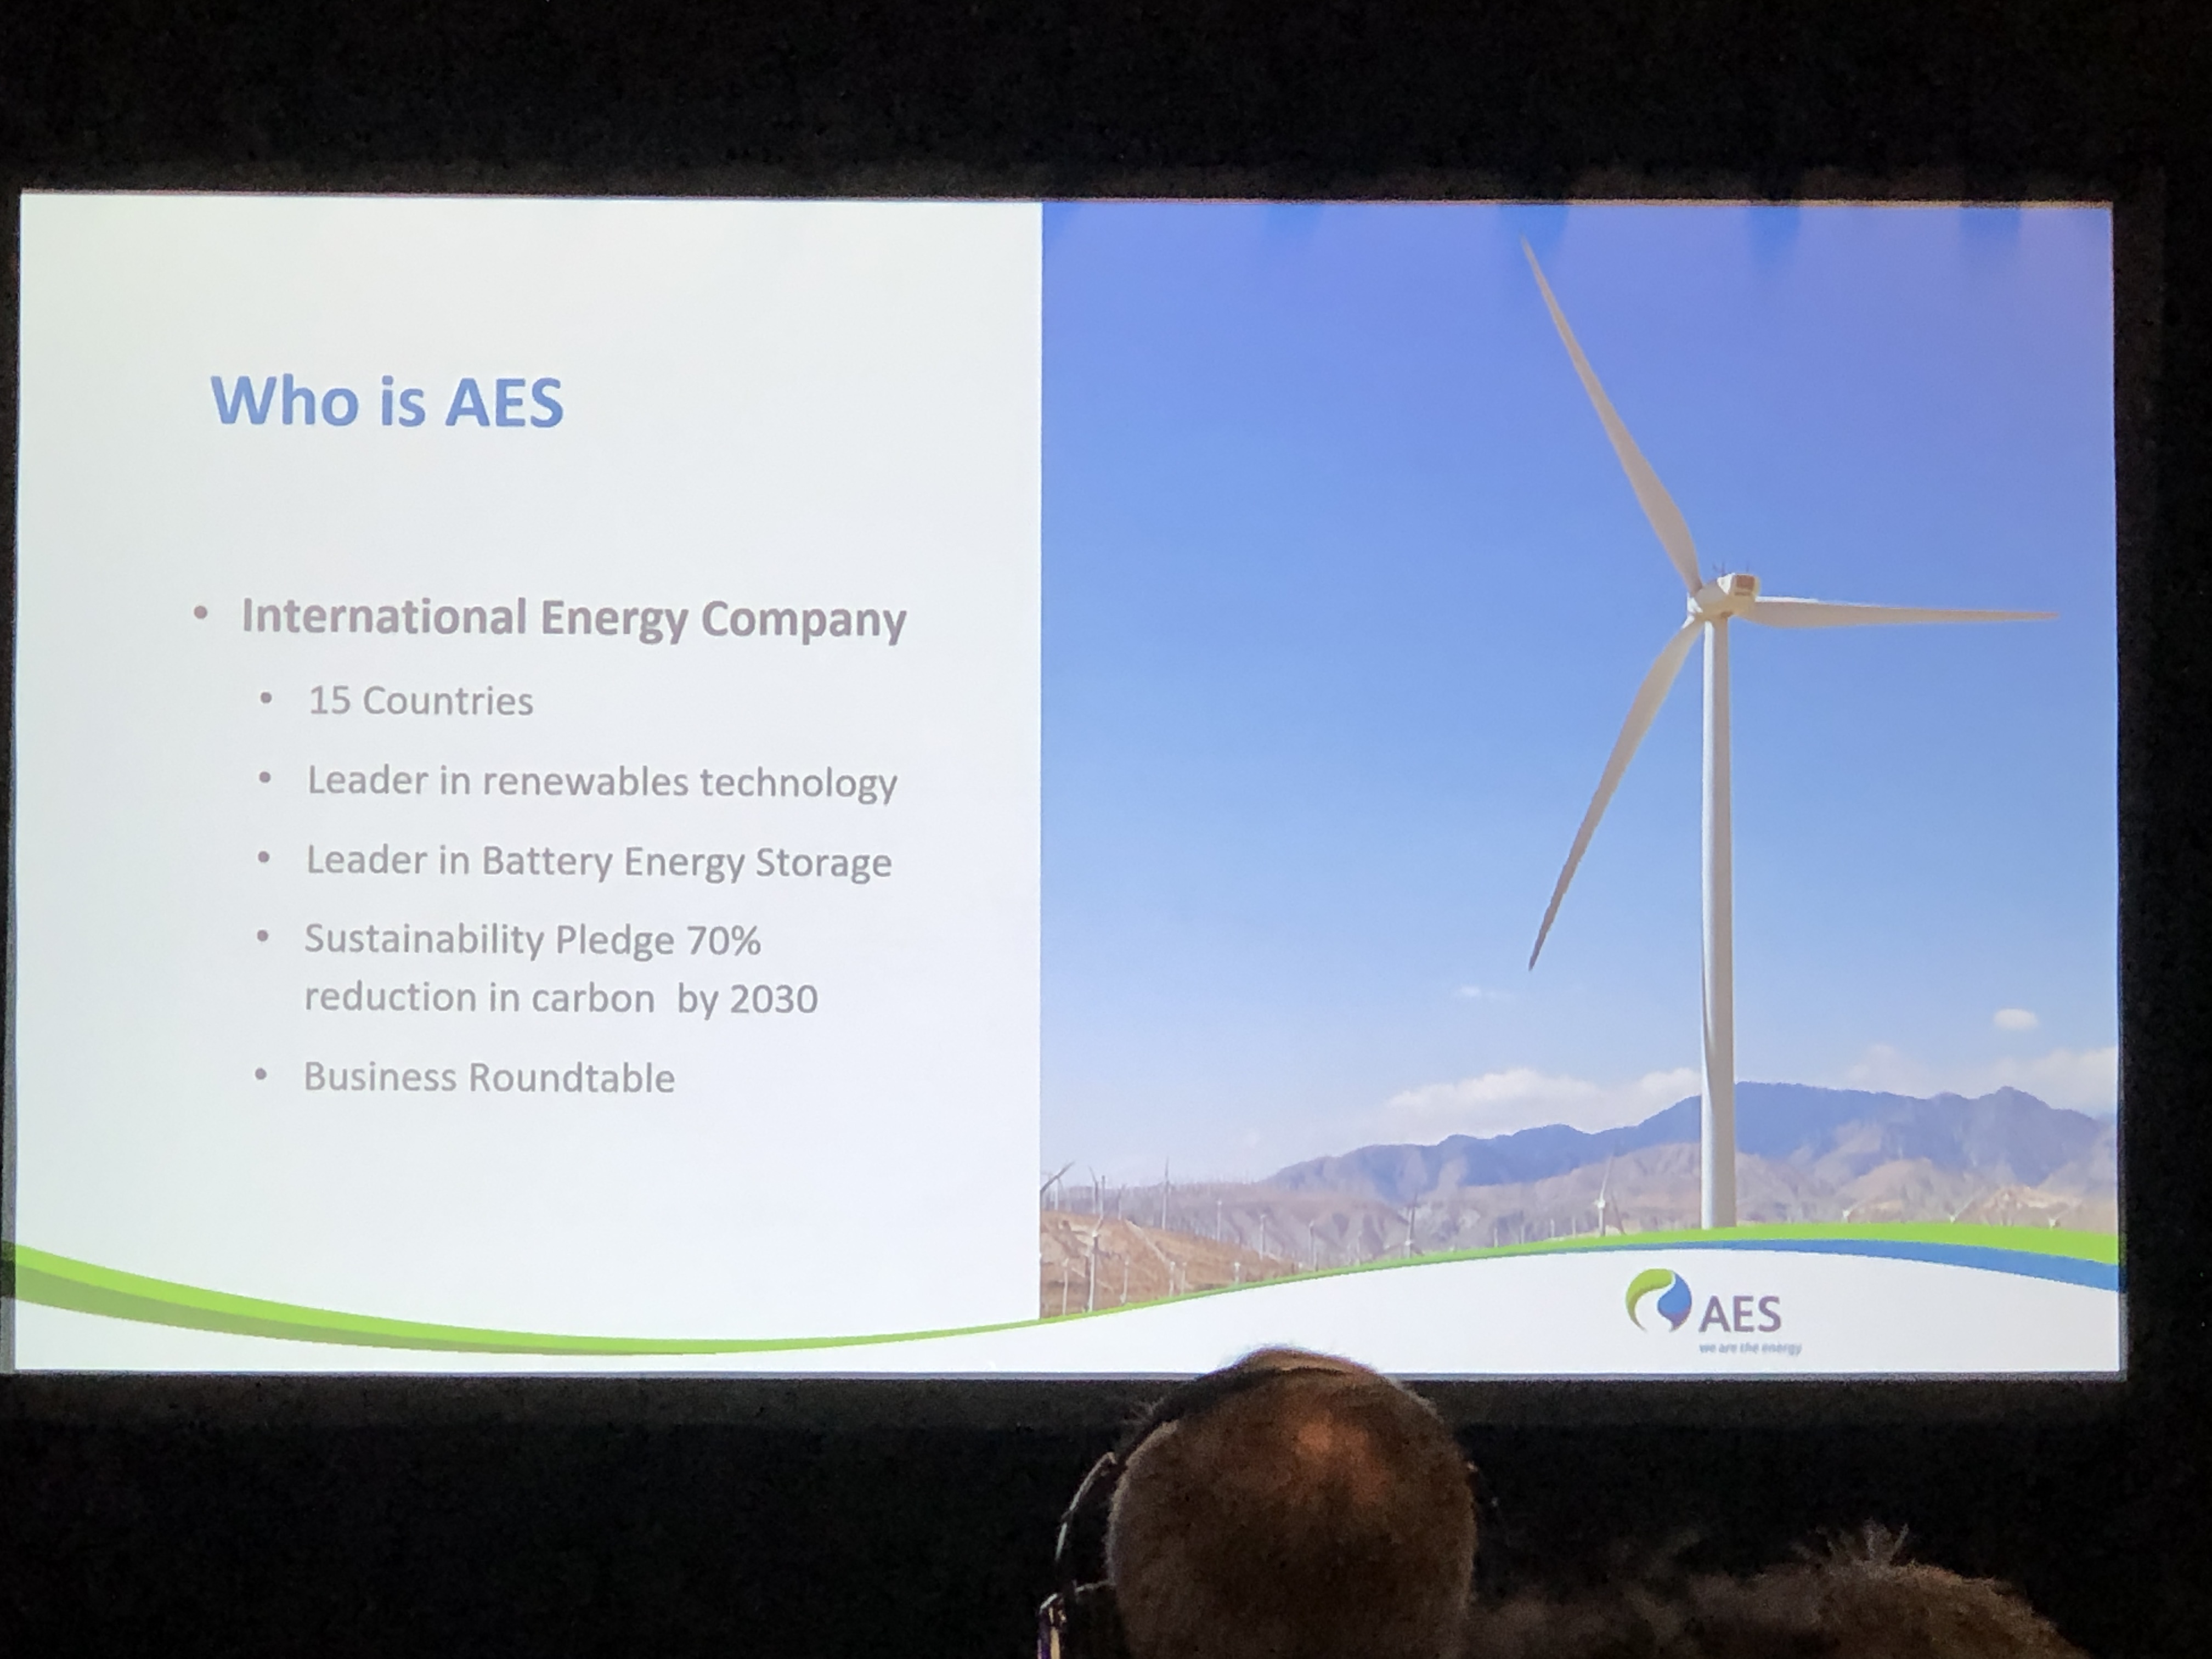 Who is AES
• International Energy Company
• 15 Countries
• Leader in renewables technology
• Leader in Battery Energy Storage
• Sustainability Pledge 70%
reduction in carbon by 2030
• Business Roundtable
AES
we are the energy